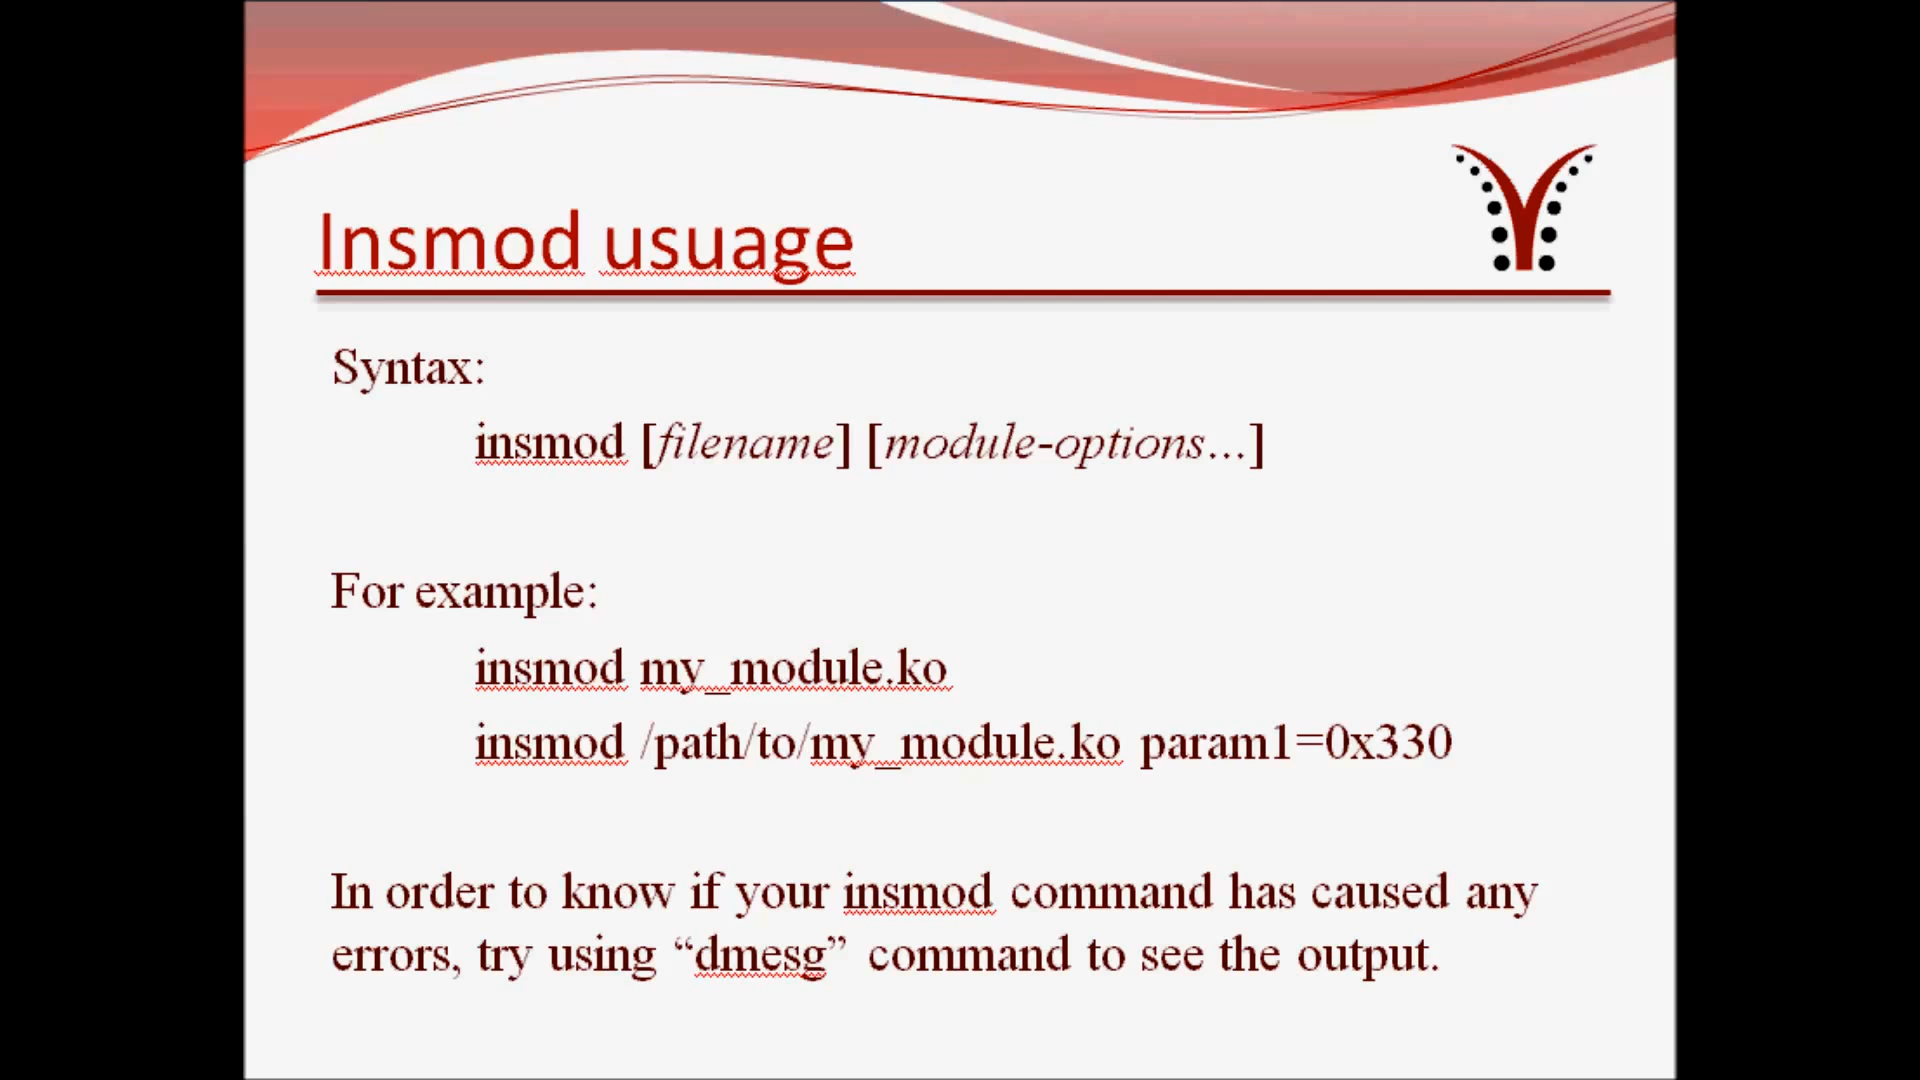 Insmod usuage
Syntax:
insmod [filename] [module-options…]
For example:
insmod my_module.ko
insmod /path/to/my_module.ko param1=0x330
In order to know if your insmod command has caused any
errors, try using “dmesg” command to see the output.